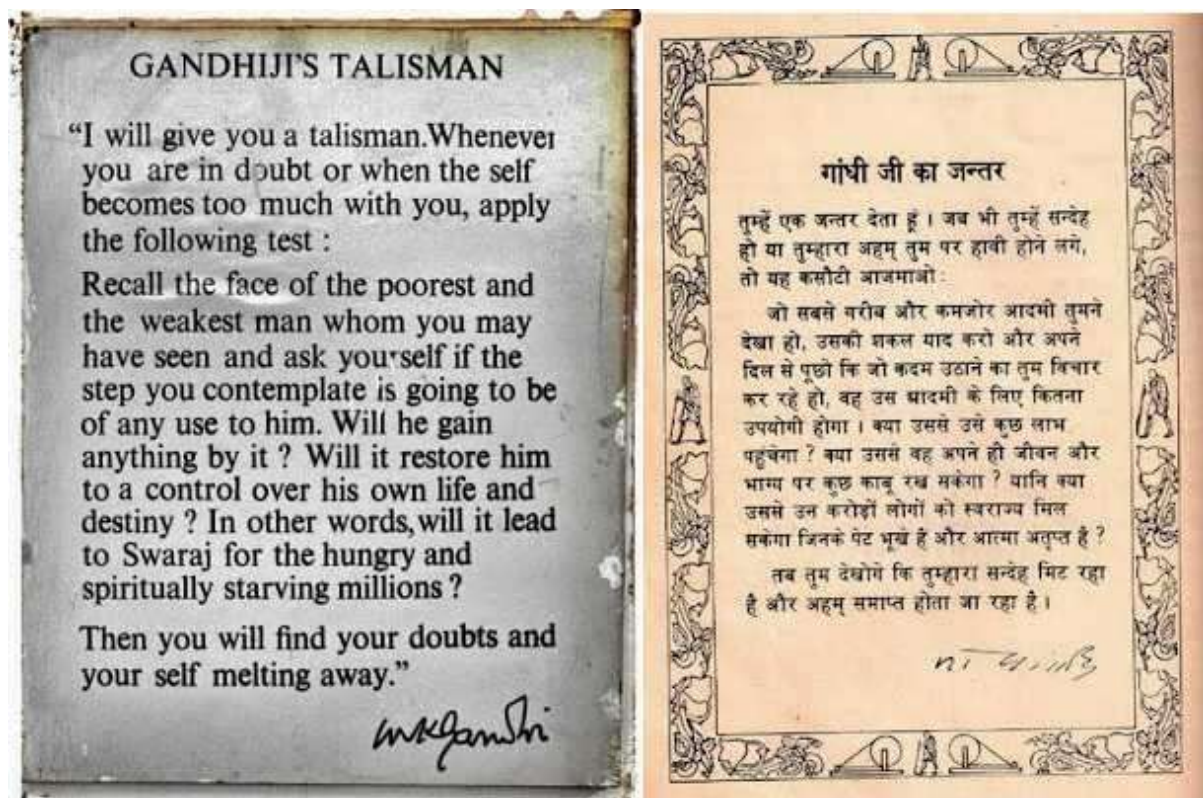 GANDHIJI'S TALISMAN
“I will give you a talisman.Whenever
you are in doubt or when the self
becomes too much with you, apply
the following test :
Recall the face of the poorest and
the weakest man whom you may
have seen and ask yourself if the
step you contemplate is going to be
of any use to him. Will he gain
anything by it ? Will it restore him
to a control over his own life and
destiny ? In other words, will it lead
to Swaraj for the hungry and
spiritually starving millions ?
Then you will find your doubts and
your self melting away.”
mkgandhi
गांधी जी का जन्तर
तुम्हें एक जन्तर देता हूं । जब भी तुम्हें सन्देह
हो या तुम्हारा अहम् तुम पर हावी होने लगे,
तो यह कसौटी आजमाओ :
जो सबसे गरीब और कमजोर आदमी तुमने
देखा हो, उसकी शकल याद करो और अपने
दिल से पूछो कि जो कदम उठाने का तुम विचार
कर रहे हो, वह उस आदमी के लिए कितना
उपयोगी होगा । क्या उससे उसे कुछ लाभ
पहुंचेगा ? क्या उससे वह अपने ही जीवन और
भाग्य पर कुछ काबू रख सकेगा ? यानि क्या
उससे उन करोड़ों लोगों को स्वराज्य मिल
सकेगा जिनके पेट भूखे हैं और आत्मा अतृप्त है ?
तब तुम देखोगे कि तुम्हारा सन्देह मिट रहा
है और अहम् समाप्त होता जा रहा है ।